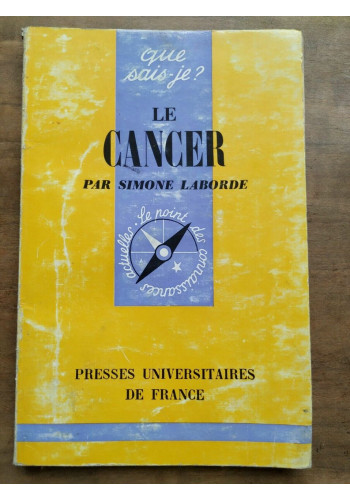 que
sais-je?
LE
CANCER
PAR SIMONE LABORDE
Le point des connaissances actuelles
PRESSES UNIVERSITAIRES
DE FRANCE